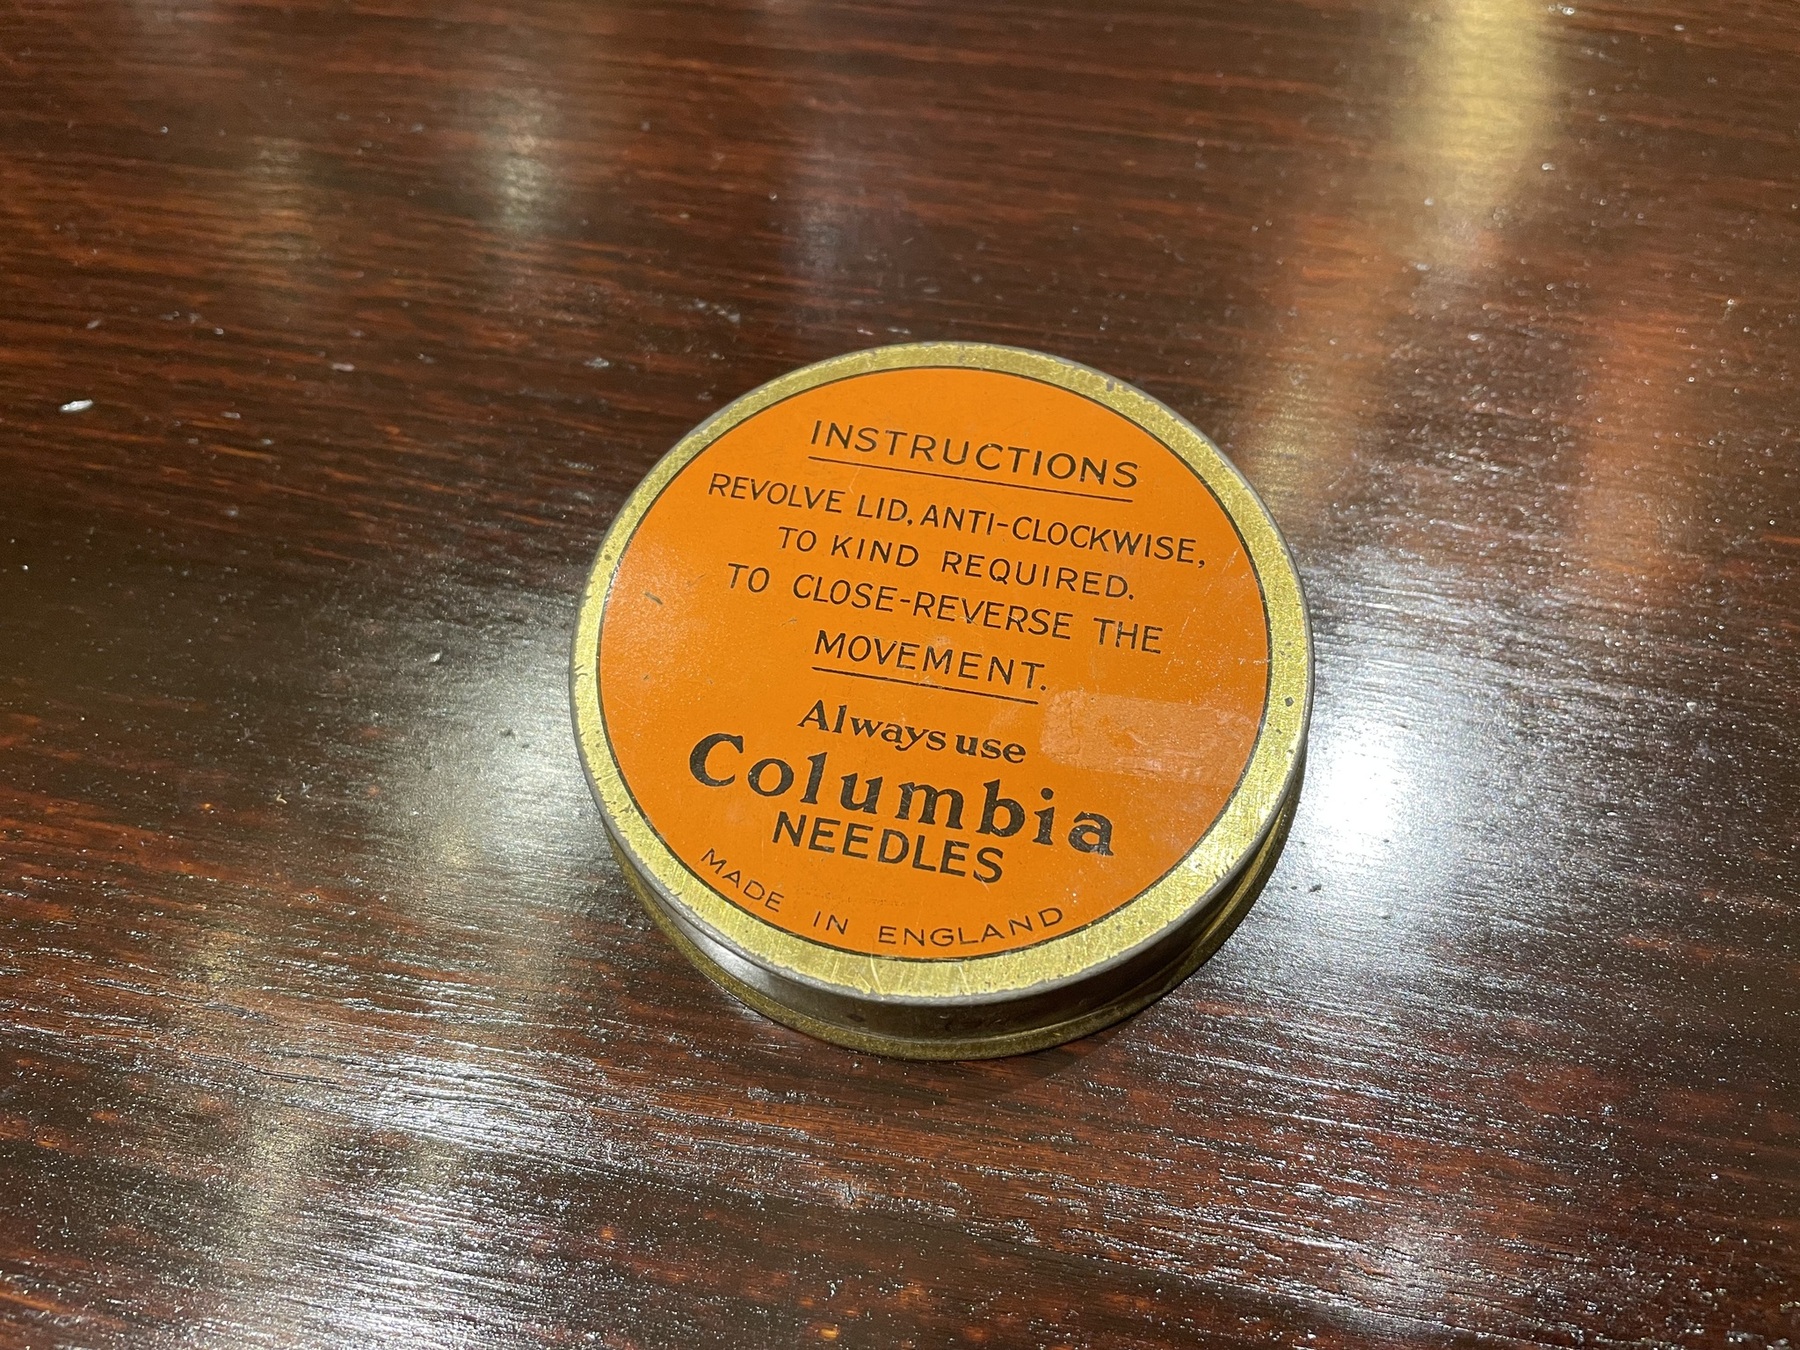 INSTRUCTIONS
REVOLVE LID, ANTI-CLOCKWISE,
TO KIND REQUIRED.
TO CLOSE-REVERSE THE
MOVEMENT.
Always use
Columbia
NEEDLES
MADE IN ENGLAND